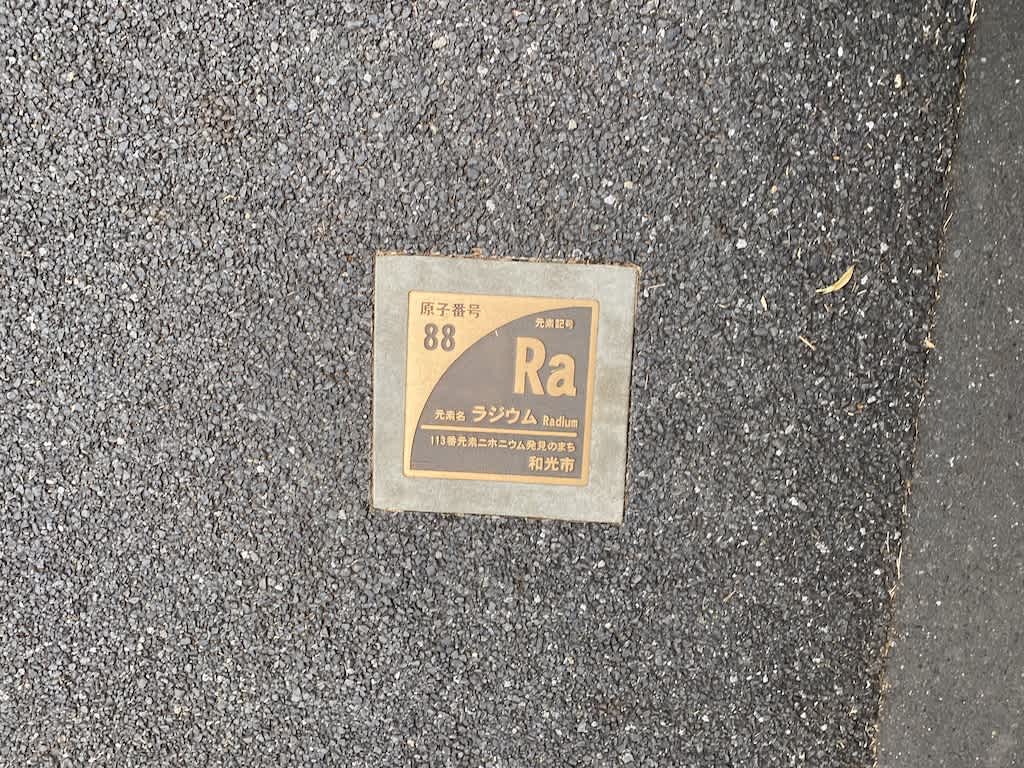 原子番号
88
元素記号
Ra
元素名 ラジウム Radium
113番元素ニホニウム発見のまち
和光市